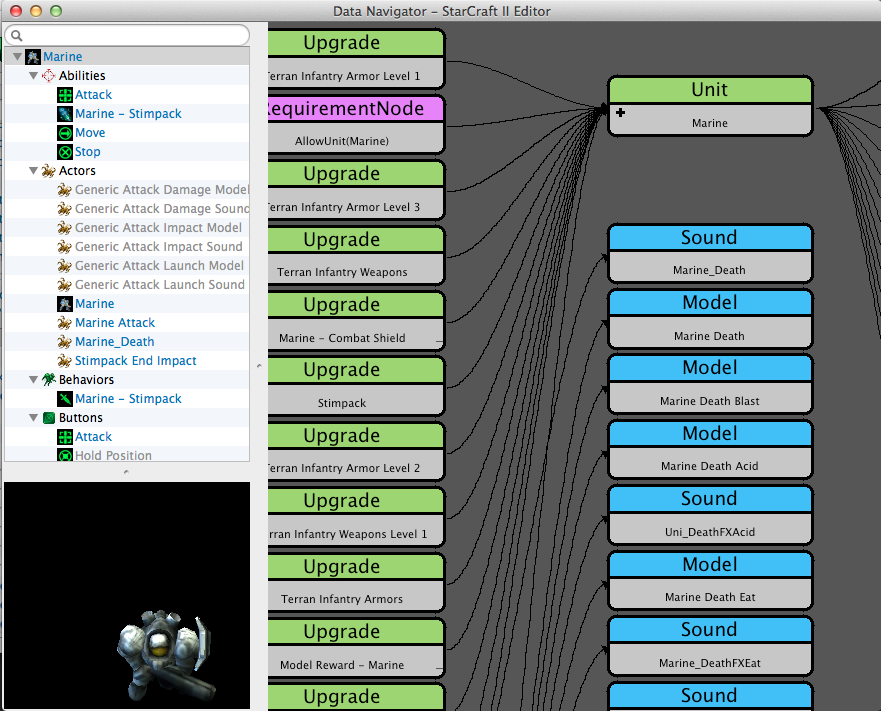 Data Navigator – StarCraft II Editor
Marine
Abilities
Attack
Marine – Stimpack
Move
Stop
Actors
Generic Attack Damage Model
Generic Attack Damage Sound
Generic Attack Impact Model
Generic Attack Impact Sound
Generic Attack Launch Model
Generic Attack Launch Sound
Marine
Marine Attack
Marine_Death
Stimpack End Impact
Behaviors
Marine – Stimpack
Buttons
Attack
Hold Position
Upgrade
Terran Infantry Armor Level 1
RequirementNode
AllowUnit(Marine)
Upgrade
Terran Infantry Armor Level 3
Upgrade
Terran Infantry Weapons
Upgrade
Marine – Combat Shield
Upgrade
Stimpack
Upgrade
Terran Infantry Armor Level 2
Upgrade
rran Infantry Weapons Level 1
Upgrade
Terran Infantry Armors
Upgrade
Model Reward – Marine
Upgrade
Unit
Marine
Sound
Marine_Death
Model
Marine Death
Model
Marine Death Blast
Model
Marine Death Acid
Sound
Uni_DeathFXAcid
Model
Marine Death Eat
Sound
Marine_DeathFXEat
Sound